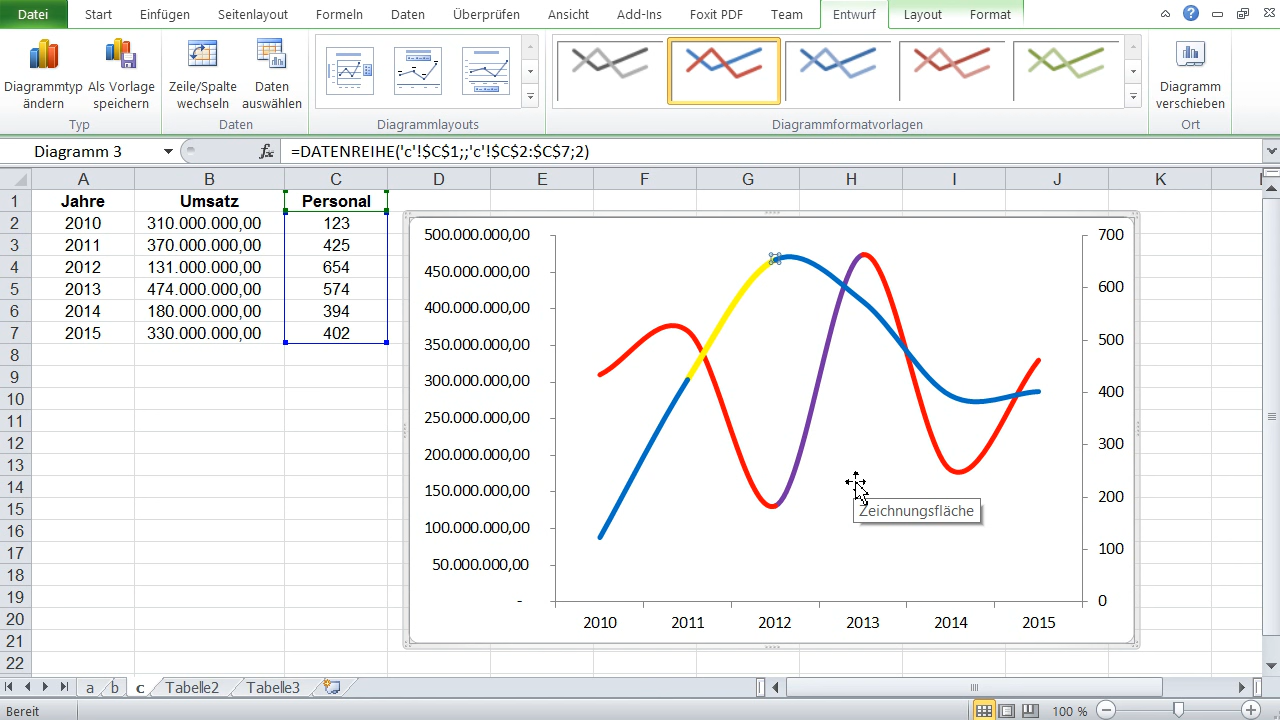 Datei Start Einfügen Seitenlayout Formeln Daten Überprüfen Ansicht Add-Ins Foxit PDF Team Entwurf Layout Format
Diagrammtyp ändern
Als Vorlage speichern
Zeile/Spalte wechseln
Daten auswählen
Diagramm verschieben
Typ Daten Diagrammlayouts Diagrammformatvorlagen Ort
Diagramm 3 fx =DATENREIHE('c'!$C$1;;'c'!$C$2:$C$7;2)
A B C D E F G H I J K
1 Jahre Umsatz Personal
2 2010 310.000.000,00 123
3 2011 370.000.000,00 425
4 2012 131.000.000,00 654
5 2013 474.000.000,00 574
6 2014 180.000.000,00 394
7 2015 330.000.000,00 402
8
9
10
11
12
13
14
15
16
17
18
19
20
21
22
500.000.000,00
450.000.000,00
400.000.000,00
350.000.000,00
300.000.000,00
250.000.000,00
200.000.000,00
150.000.000,00
100.000.000,00
50.000.000,00
-
700
600
500
400
300
200
100
0
Zeichnungsfläche
2010 2011 2012 2013 2014 2015
a b c Tabelle2 Tabelle3
Bereit 100 %